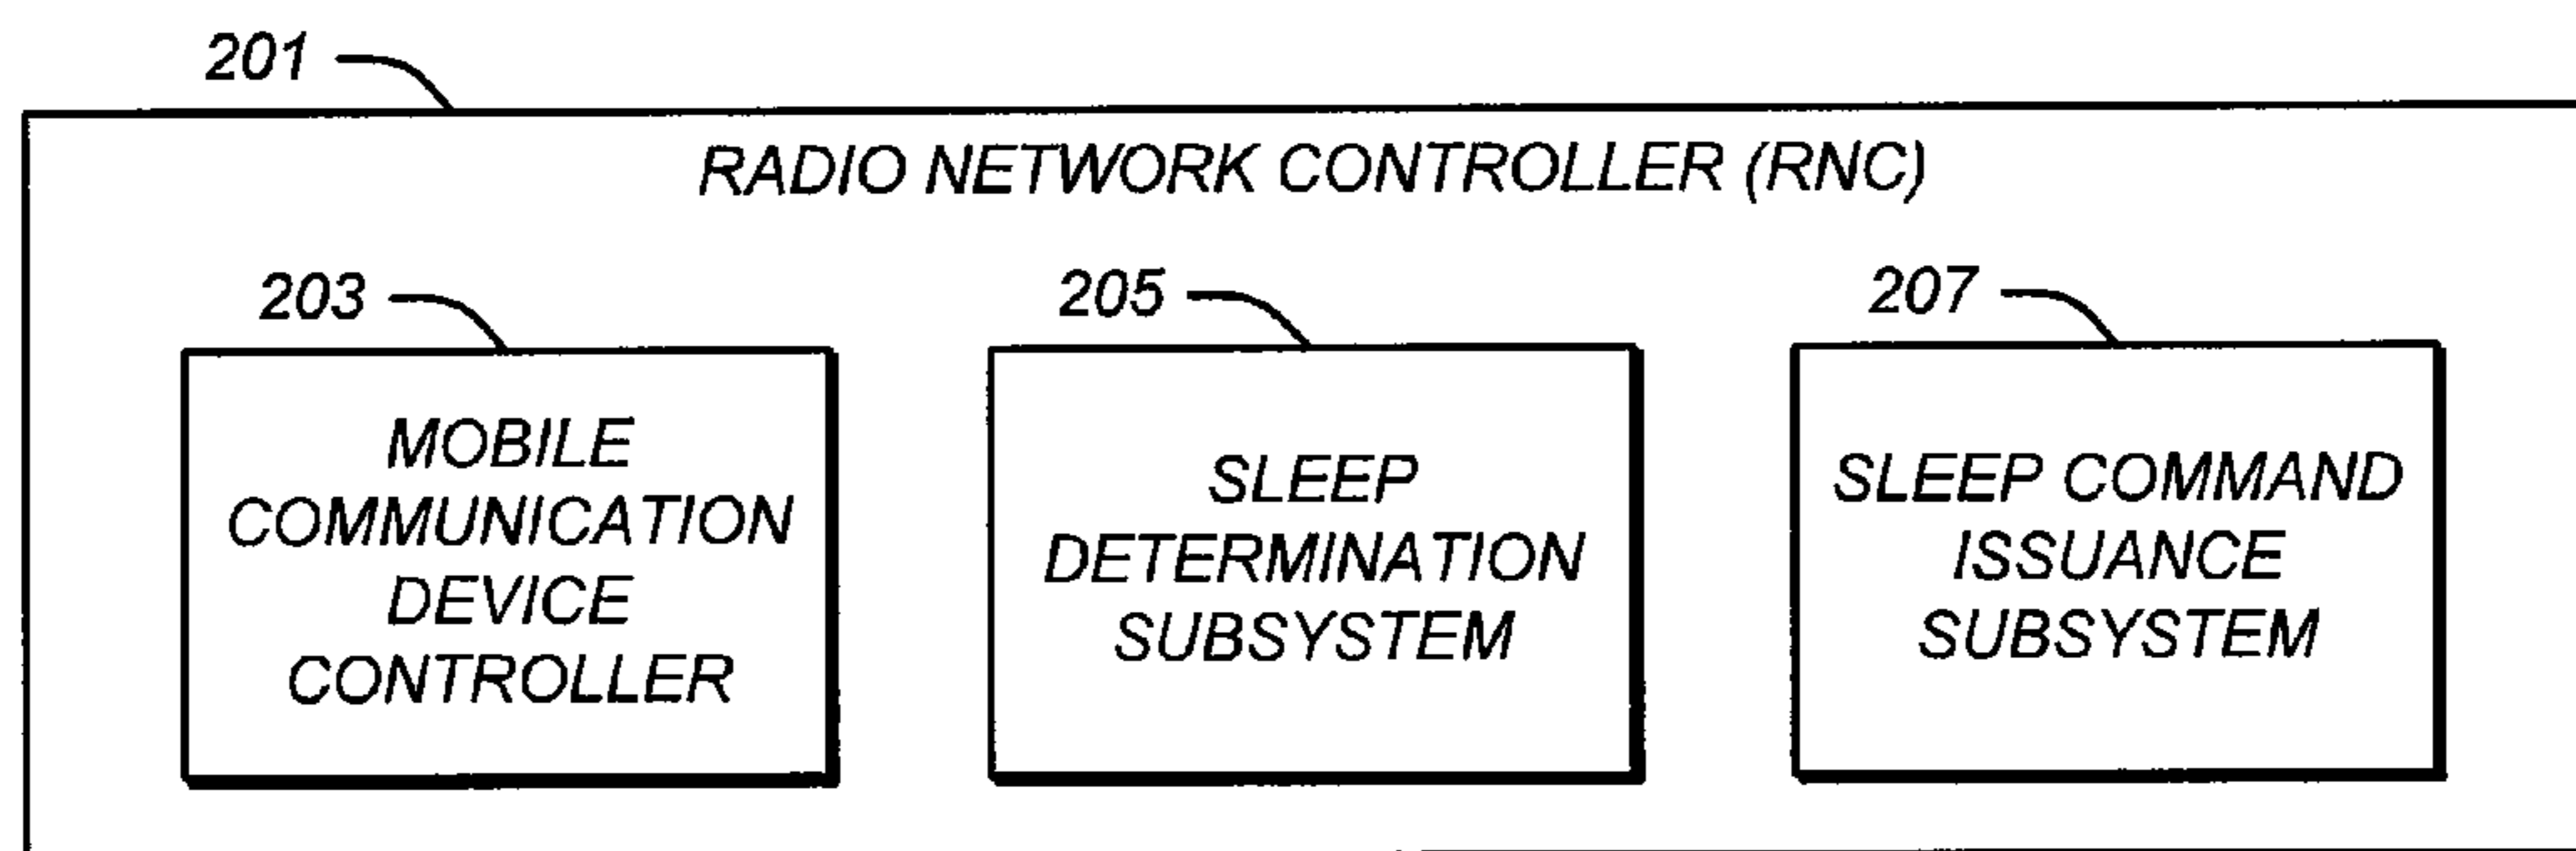 201
RADIO NETWORK CONTROLLER (RNC)
203
205
207
MOBILE
COMMUNICATION
DEVICE
CONTROLLER
SLEEP
DETERMINATION
SUBSYSTEM
SLEEP COMMAND
ISSUANCE
SUBSYSTEM